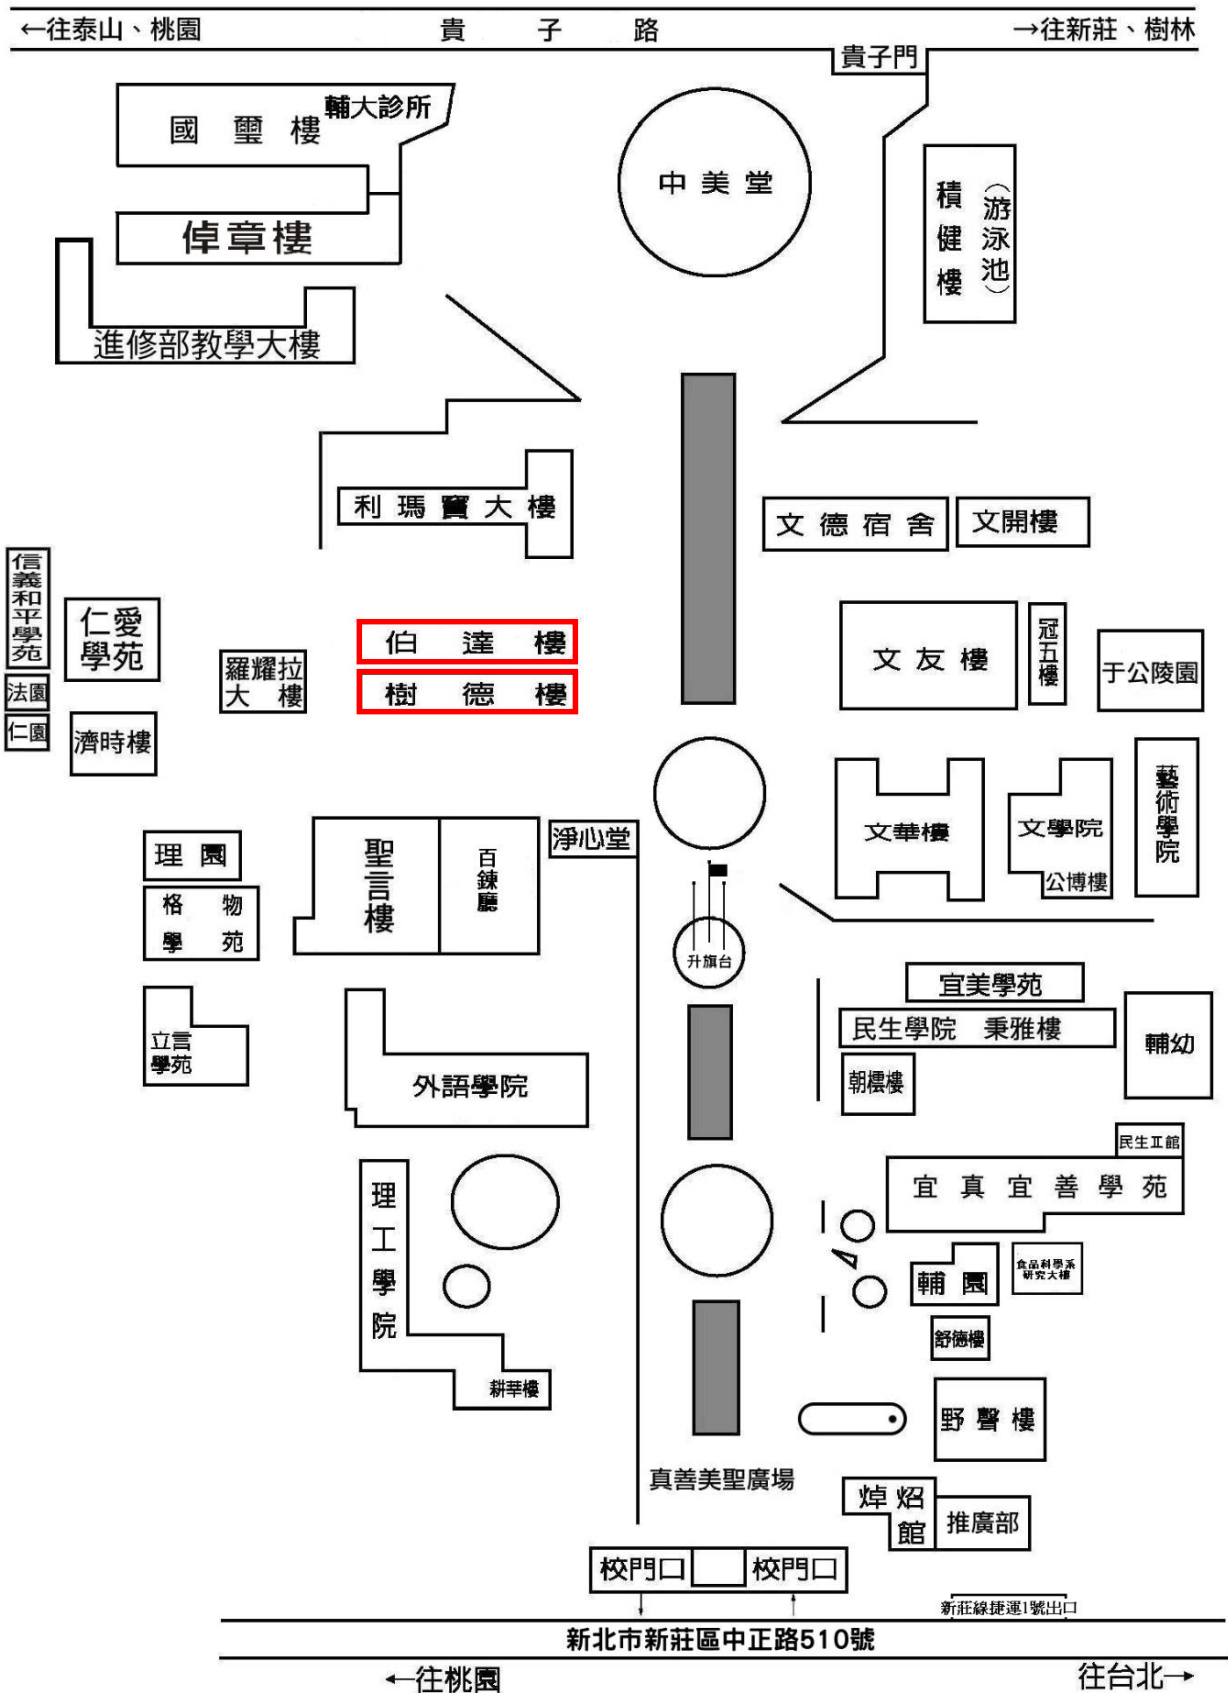 ←往泰山、桃園
貴子路
→往新莊、樹林
貴子門
輔大診所
國璽樓
中美堂
積健樓
（游泳池）
倬章樓
進修部教學大樓
利瑪竇大樓
文德宿舍
文開樓
信義和平學苑
仁愛
學苑
伯達樓
文友樓
冠五樓
于公陵園
羅耀拉
大樓
樹德樓
法園
仁園
濟時樓
藝術學院
文華樓
文學院
公博樓
理園
聖言樓
百鍊廳
淨心堂
格物
學苑
升旗台
宜美學苑
民生學院 秉雅樓
輔幼
立言
學苑
外語學院
朝橒樓
民生工館
理工學院
宜真宜善學苑
輔園
食品科學系
研究大樓
舒德樓
耕莘樓
野聲樓
真善美聖廣場
焯炤
館
推廣部
校門口
校門口
新莊線捷運1號出口
新北市新莊區中正路510號
←往桃園
往台北→